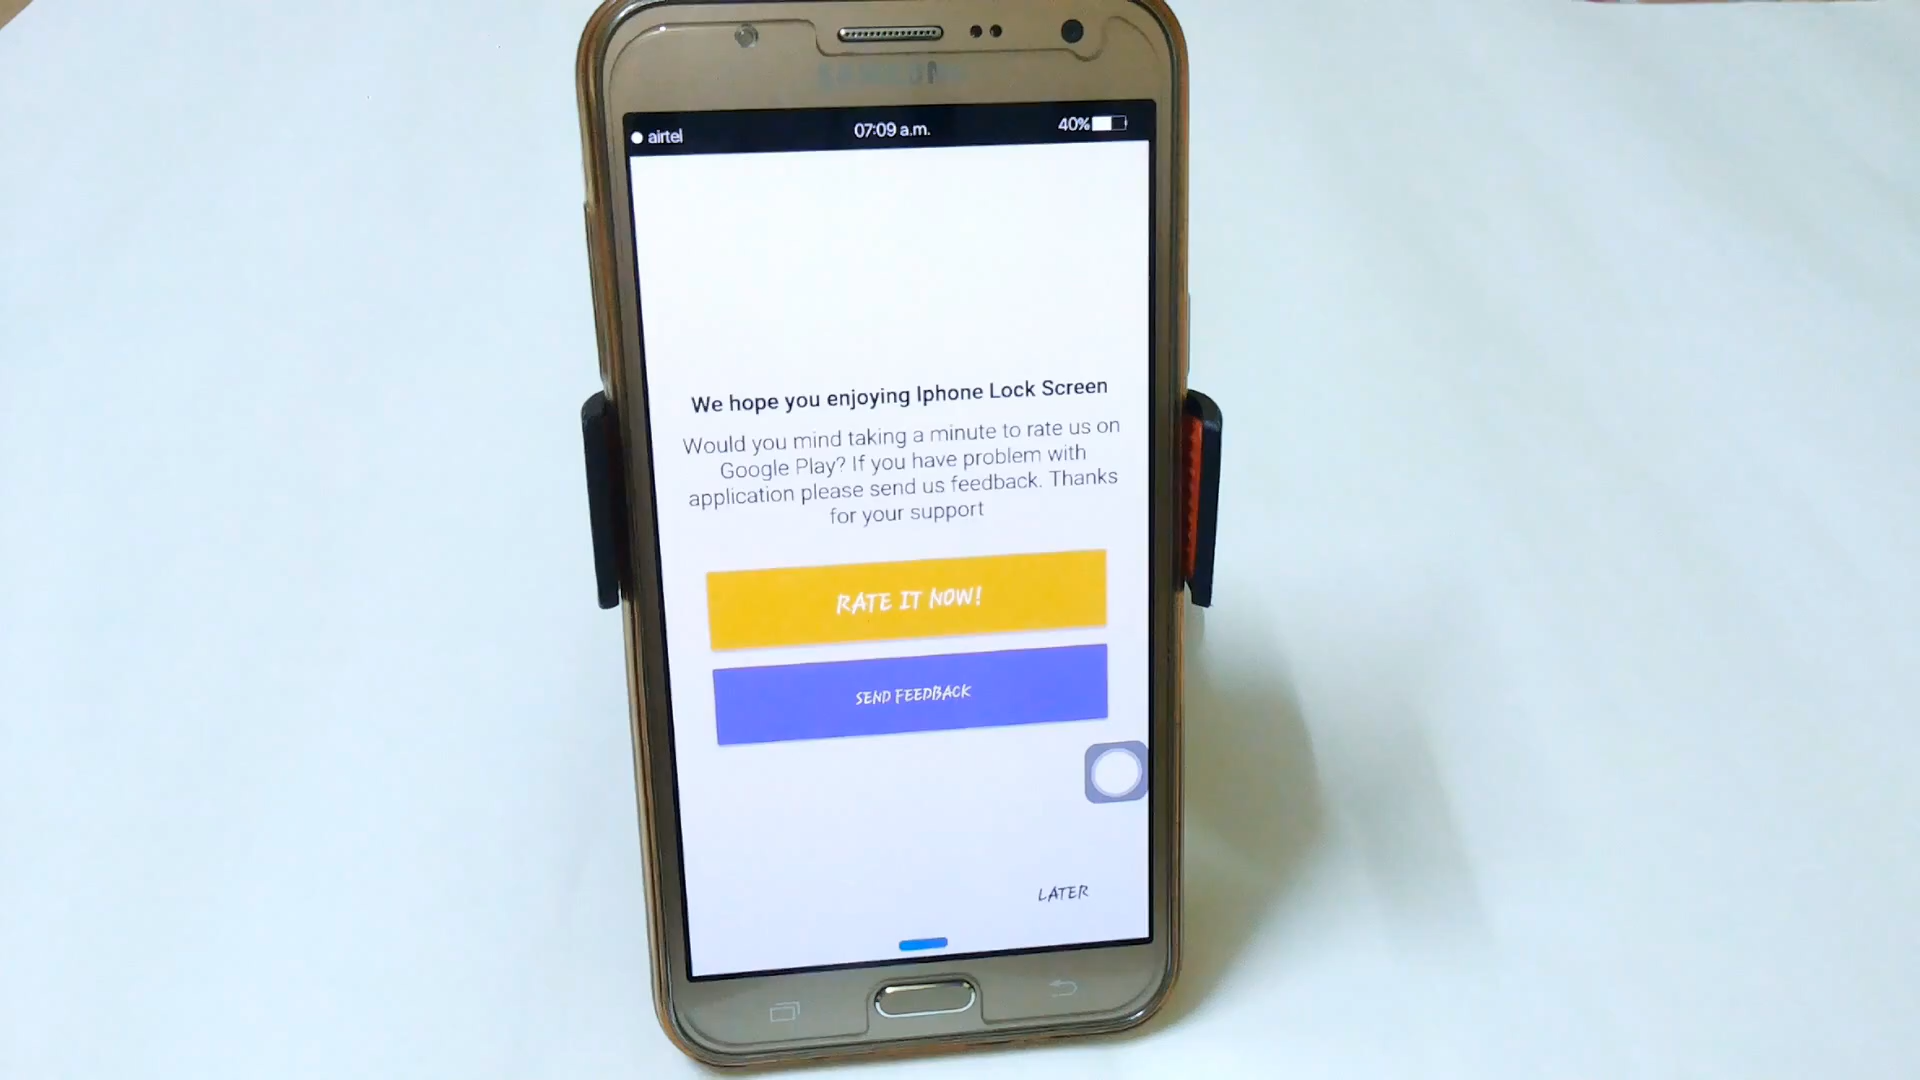 SAMSUNG
airtel
07:09 a.m.
40%
We hope you enjoying Iphone Lock Screen
Would you mind taking a minute to rate us on
Google Play? If you have problem with
application please send us feedback. Thanks
for your support
RATE IT NOW!
SEND FEEDBACK
LATER